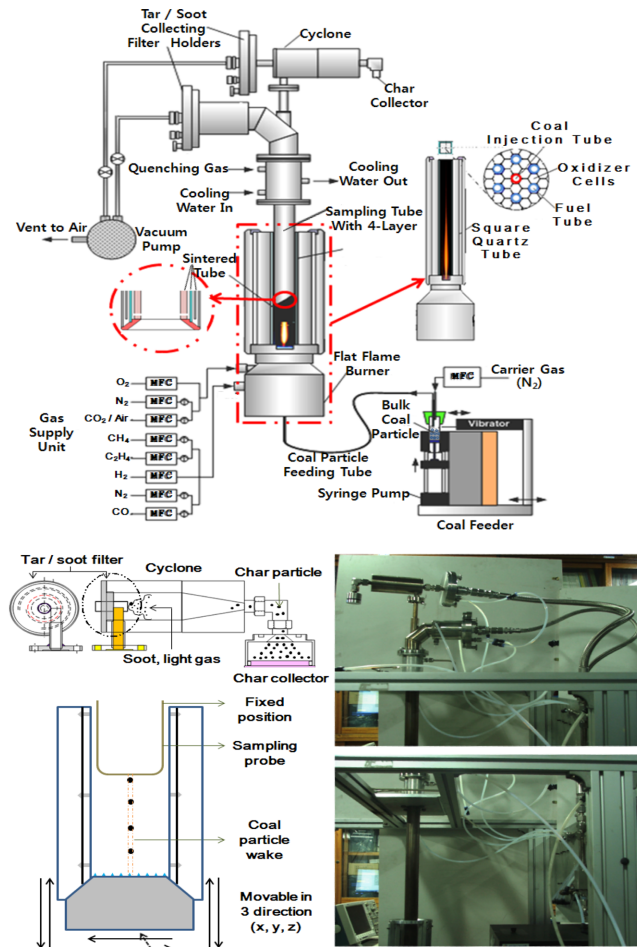 Tar / Soot
Collecting
Filter Holders
Cyclone
Char
Collector
Coal
Injection Tube
Oxidizer
Cells
Fuel
Tube
Quenching Gas
Cooling
Water In
Cooling
Water Out
Sampling Tube
With 4-Layer
Square
Quartz
Tube
Vent to Air
Vacuum
Pump
Sintered
Tube
Flat Flame
Burner
Gas
Supply
Unit
O₂ MFC
N₂ MFC
CO₂ / Air MFC
CH₄ MFC
C₂H₄ MFC
H₂ MFC
N₂ MFC
CO MFC
MFC
Carrier Gas
(N₂)
Bulk
Coal
Particle
Vibrator
Coal Particle
Feeding Tube
Syringe Pump
Coal Feeder
Tar / soot filter
Cyclone
Char particle
Soot, light gas
Char collector
Fixed
position
Sampling
probe
Coal
particle
wake
Movable in
3 direction
(x, y, z)